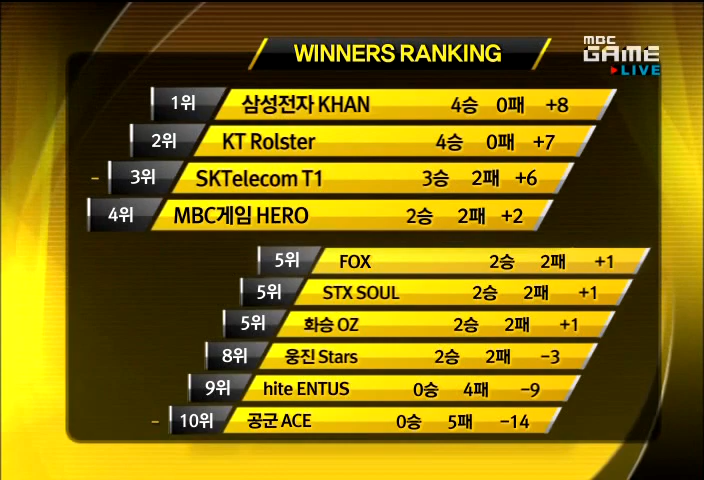 WINNERS RANKING
MBC
GAME
LIVE
1위 삼성전자 KHAN 4승 0패 +8
2위 KT Rolster 4승 0패 +7
- 3위 SKTelecom T1 3승 2패 +6
4위 MBC게임 HERO 2승 2패 +2
5위 FOX 2승 2패 +1
5위 STX SOUL 2승 2패 +1
5위 화승 OZ 2승 2패 +1
8위 웅진 Stars 2승 2패 -3
9위 hite ENTUS 0승 4패 -9
- 10위 공군 ACE 0승 5패 -14